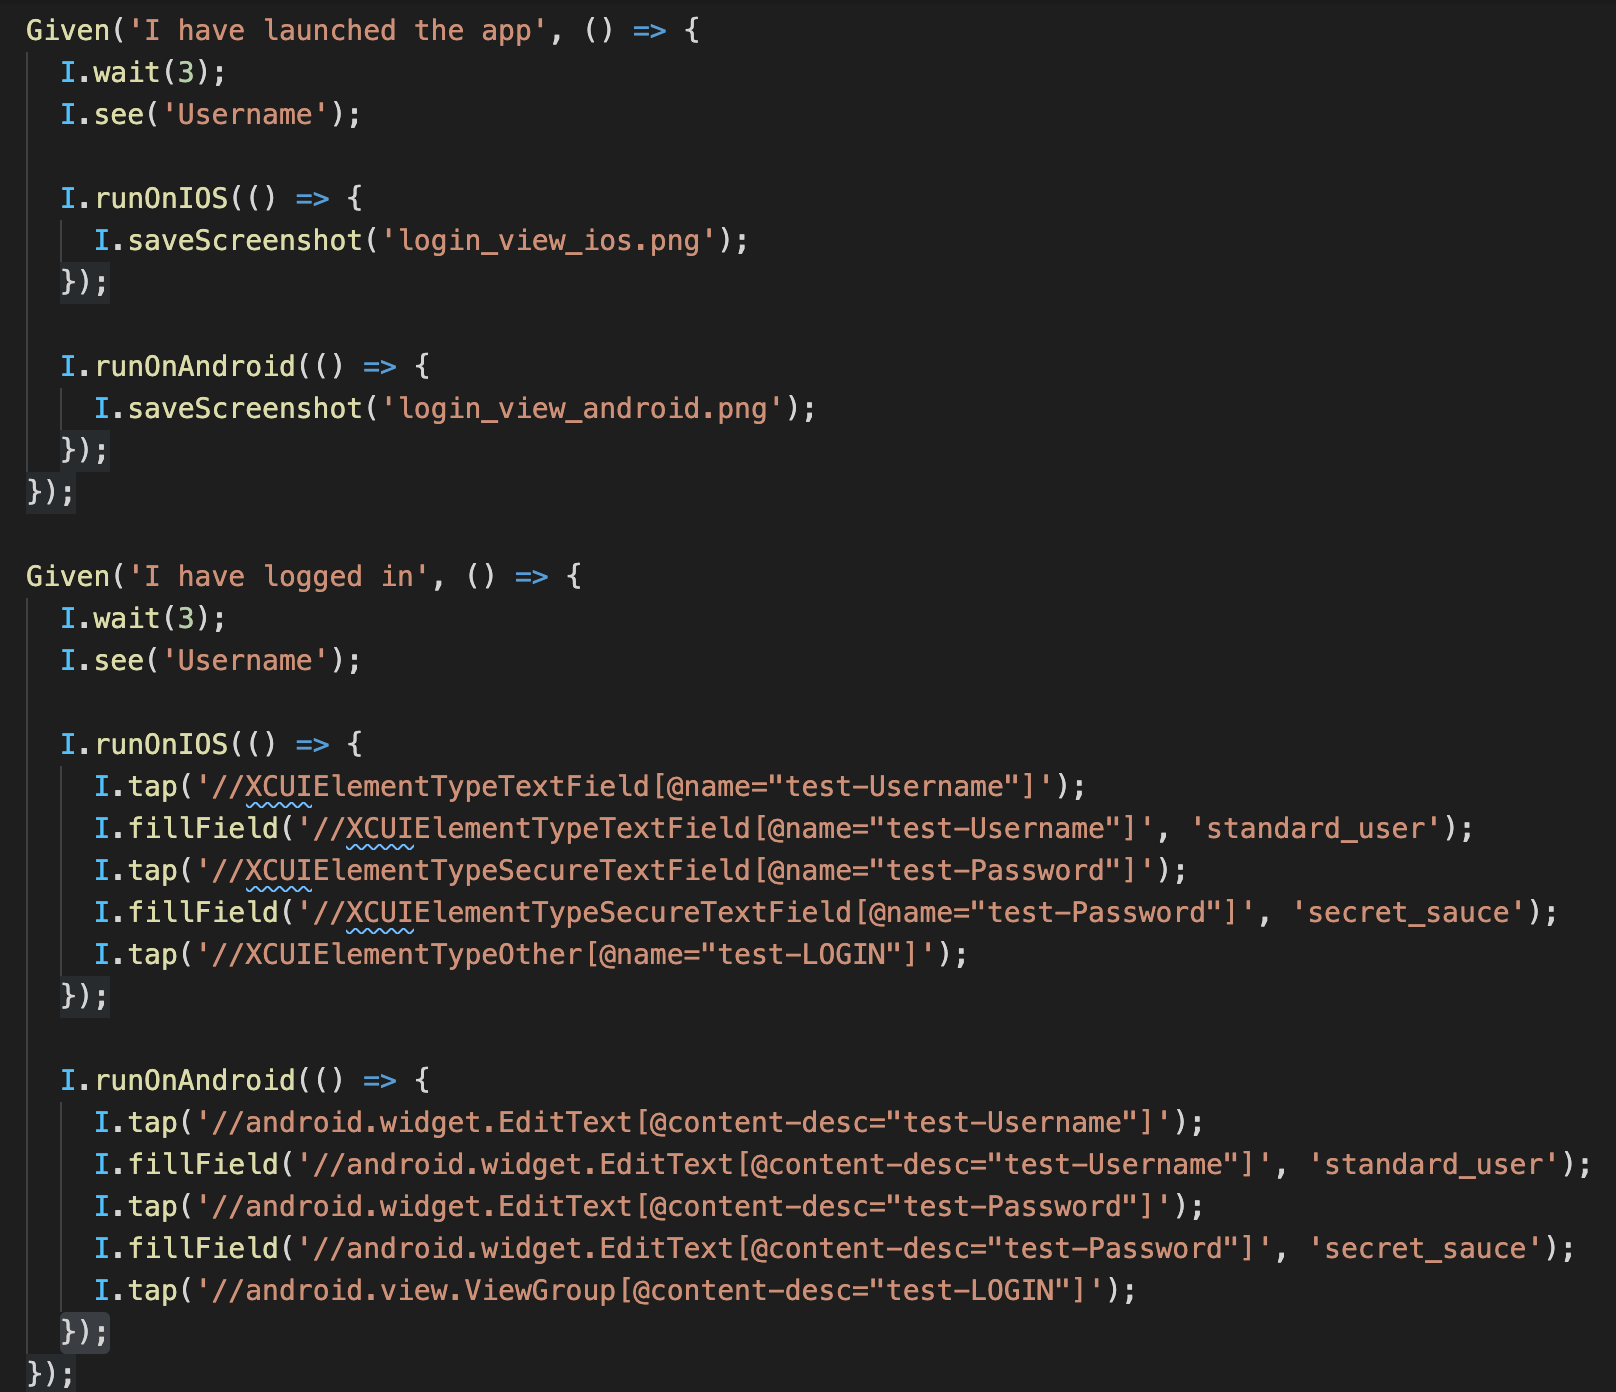 Given('I have launched the app', () => {
  I.wait(3);
  I.see('Username');

  I.runOnIOS(() => {
    I.saveScreenshot('login_view_ios.png');
  });

  I.runOnAndroid(() => {
    I.saveScreenshot('login_view_android.png');
  });
});

Given('I have logged in', () => {
  I.wait(3);
  I.see('Username');

  I.runOnIOS(() => {
    I.tap('//XCUIElementTypeTextField[@name="test-Username"]');
    I.fillField('//XCUIElementTypeTextField[@name="test-Username"]', 'standard_user');
    I.tap('//XCUIElementTypeSecureTextField[@name="test-Password"]');
    I.fillField('//XCUIElementTypeSecureTextField[@name="test-Password"]', 'secret_sauce');
    I.tap('//XCUIElementTypeOther[@name="test-LOGIN"]');
  });

  I.runOnAndroid(() => {
    I.tap('//android.widget.EditText[@content-desc="test-Username"]');
    I.fillField('//android.widget.EditText[@content-desc="test-Username"]', 'standard_user');
    I.tap('//android.widget.EditText[@content-desc="test-Password"]');
    I.fillField('//android.widget.EditText[@content-desc="test-Password"]', 'secret_sauce');
    I.tap('//android.view.ViewGroup[@content-desc="test-LOGIN"]');
  });
});